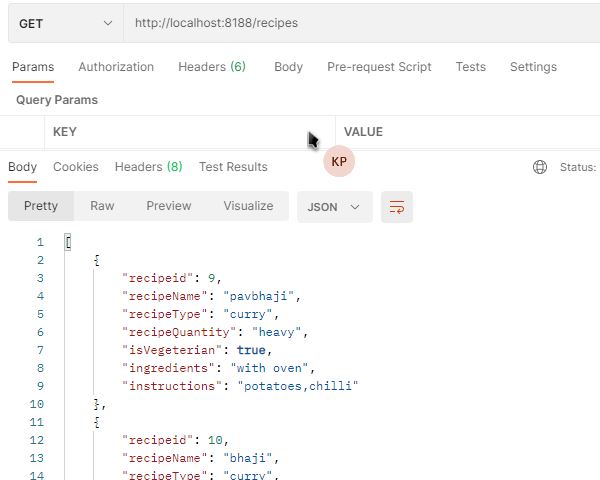 GET http://localhost:8188/recipes
Params Authorization Headers (6) Body Pre-request Script Tests Settings
Query Params
KEY VALUE
KP
Body Cookies Headers (8) Test Results Status:
Pretty Raw Preview Visualize JSON
1 [
2 {
3 "recipeid": 9,
4 "recipeName": "pavbhaji",
5 "recipeType": "curry",
6 "recipeQuantity": "heavy",
7 "isVegeterian": true,
8 "ingredients": "with oven",
9 "instructions": "potatoes,chilli"
10 },
11 {
12 "recipeid": 10,
13 "recipeName": "bhaji",
14 "recipeType": "curry",